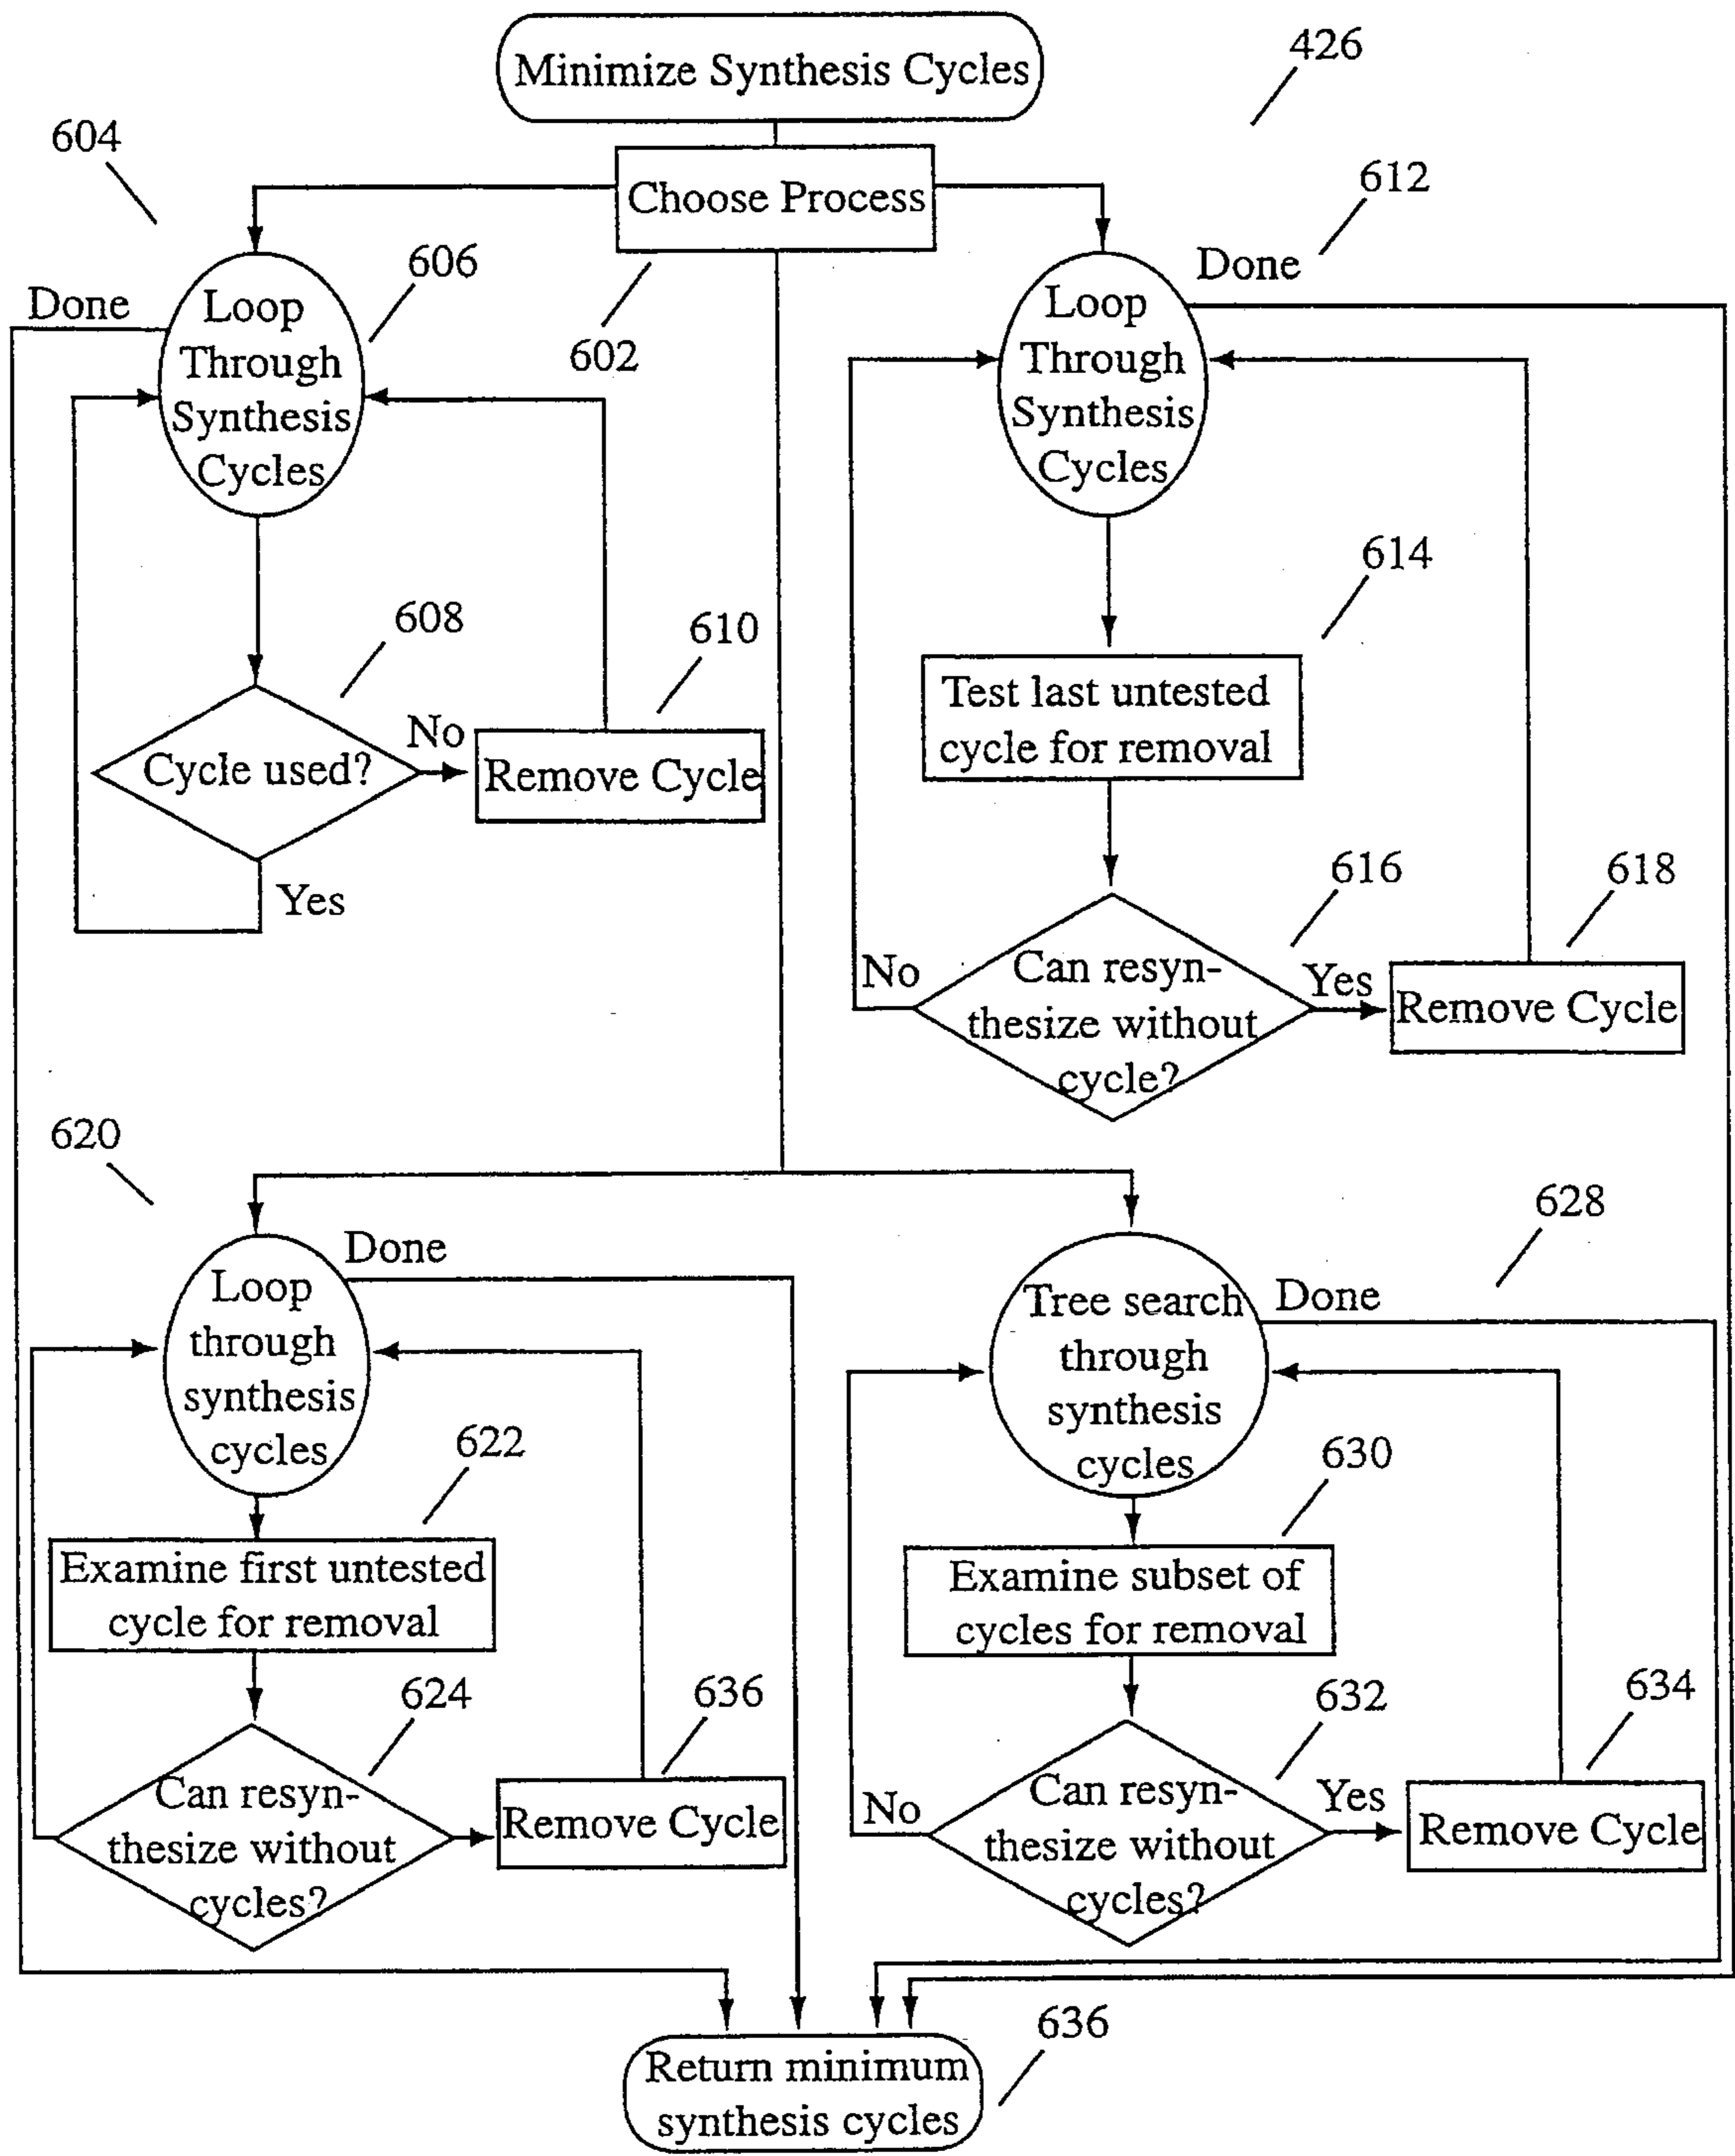 Minimize Synthesis Cycles
426
604
Choose Process
612
602
606
Done
Loop
Through
Synthesis
Cycles
608
Cycle used?
No
610
Remove Cycle
Yes
Done
Loop
Through
Synthesis
Cycles
614
Test last untested
cycle for removal
616
Can resyn-
thesize without
cycle?
No
Yes
618
Remove Cycle
620
Done
Loop
through
synthesis
cycles
622
Examine first untested
cycle for removal
624
Can resyn-
thesize without
cycles?
636
Remove Cycle
628
Done
Tree search
through
synthesis
cycles
630
Examine subset of
cycles for removal
632
Can resyn-
thesize without
cycles?
No
Yes
634
Remove Cycle
636
Return minimum
synthesis cycles